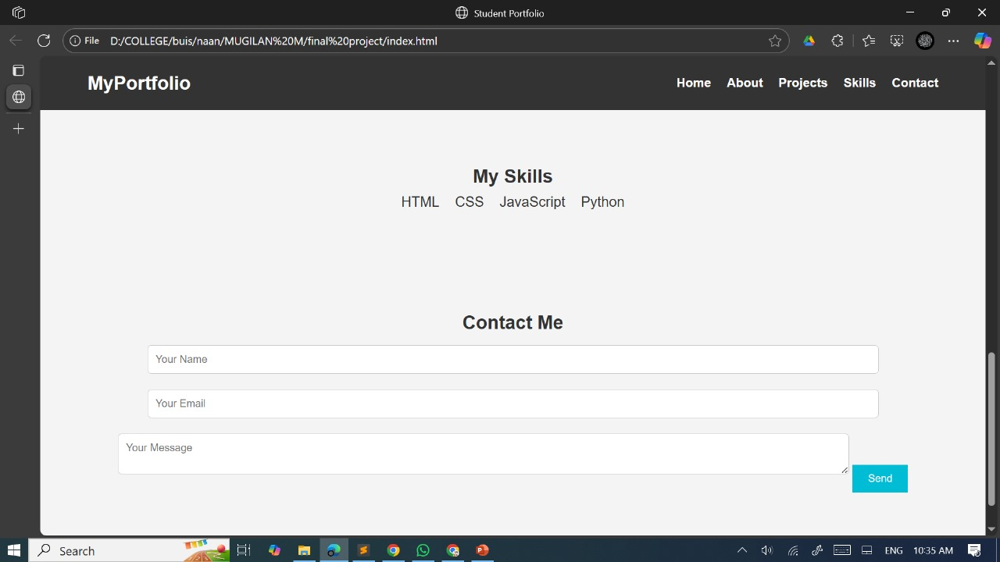 Student Portfolio
File D:/COLLEGE/buis/naan/MUGILAN%20M/final%20project/index.html
MyPortfolio
Home About Projects Skills Contact
My Skills
HTML CSS JavaScript Python
Contact Me
Your Name
Your Email
Your Message
Send
Search
ENG 10:35 AM